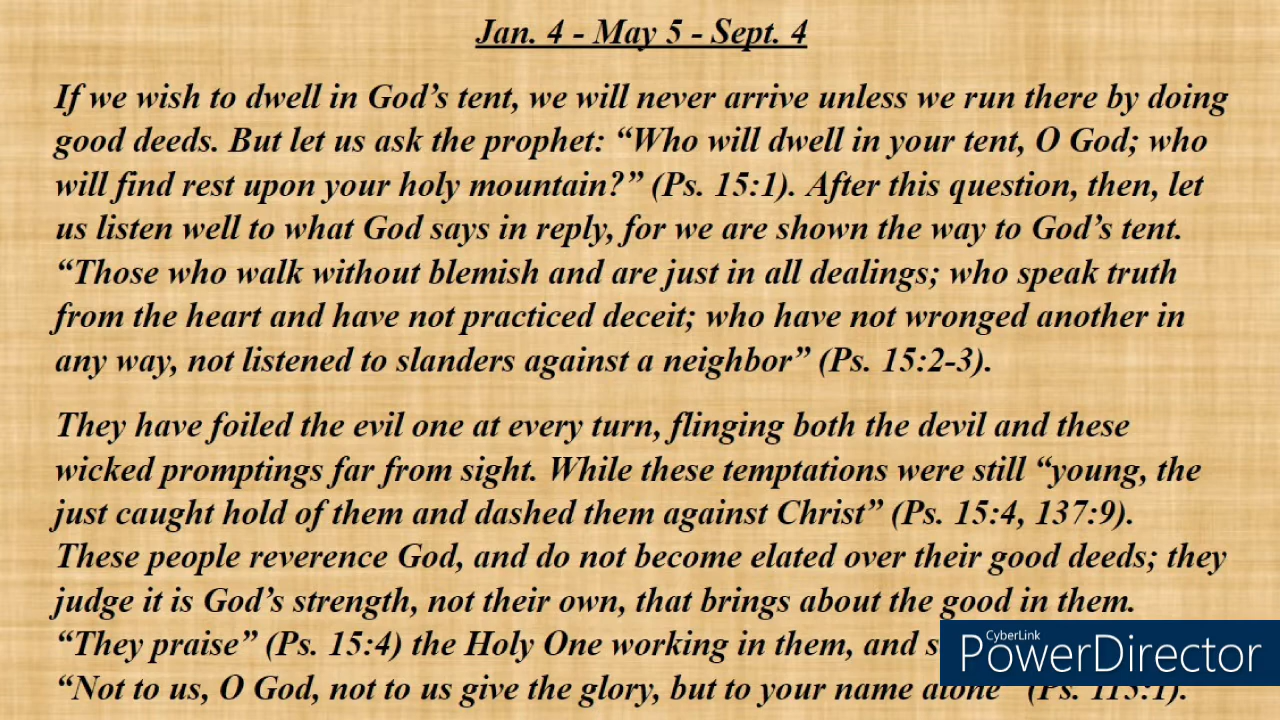 Jan. 4 - May 5 - Sept. 4
If we wish to dwell in God’s tent, we will never arrive unless we run there by doing
good deeds. But let us ask the prophet: “Who will dwell in your tent, O God; who
will find rest upon your holy mountain?” (Ps. 15:1). After this question, then, let
us listen well to what God says in reply, for we are shown the way to God’s tent.
“Those who walk without blemish and are just in all dealings; who speak truth
from the heart and have not practiced deceit; who have not wronged another in
any way, not listened to slanders against a neighbor” (Ps. 15:2-3).
They have foiled the evil one at every turn, flinging both the devil and these
wicked promptings far from sight. While these temptations were still “young, the
just caught hold of them and dashed them against Christ” (Ps. 15:4, 137:9).
These people reverence God, and do not become elated over their good deeds; they
judge it is God’s strength, not their own, that brings about the good in them.
“They praise” (Ps. 15:4) the Holy One working in them, and
“Not to us, O God, not to us give the glory, but to your name alone” (Ps. 115:1).
CyberLink
PowerDirector